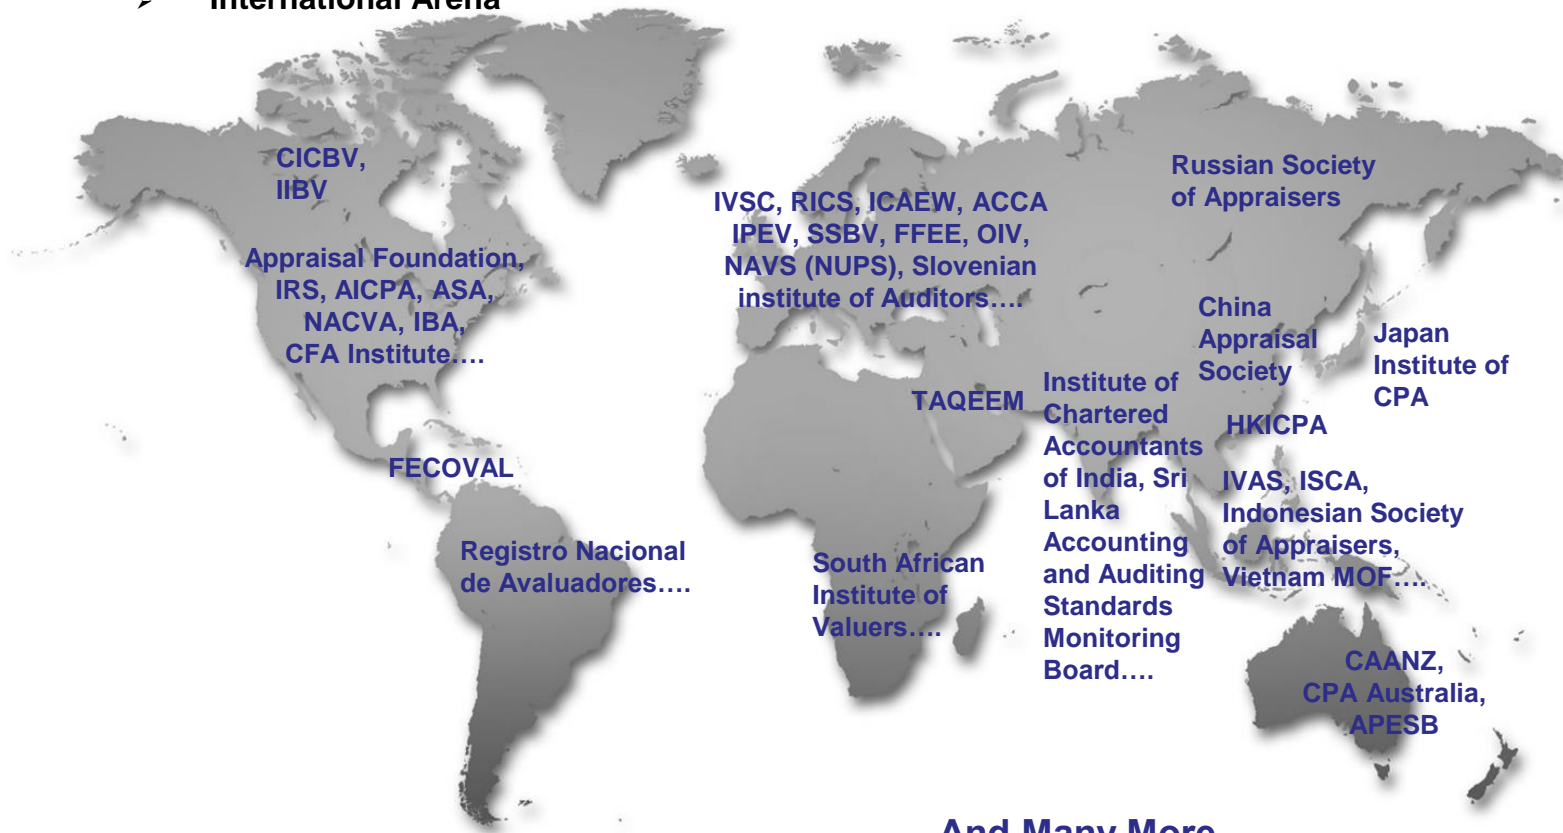 ➢ International Arena
CICBV,
IIBV
Appraisal Foundation,
IRS, AICPA, ASA,
NACVA, IBA,
CFA Institute….
FECOVAL
Registro Nacional
de Avaluadores….
IVSC, RICS, ICAEW, ACCA
IPEV, SSBV, FFEE, OIV,
NAVS (NUPS), Slovenian
institute of Auditors….
TAQEEM
South African
Institute of
Valuers….
Russian Society
of Appraisers
China
Appraisal
Society
Japan
Institute of
CPA
Institute of
Chartered
Accountants
of India, Sri
Lanka
Accounting
and Auditing
Standards
Monitoring
Board….
HKICPA
IVAS, ISCA,
Indonesian Society
of Appraisers,
Vietnam MOF….
CAANZ,
CPA Australia,
APESB
And Many More